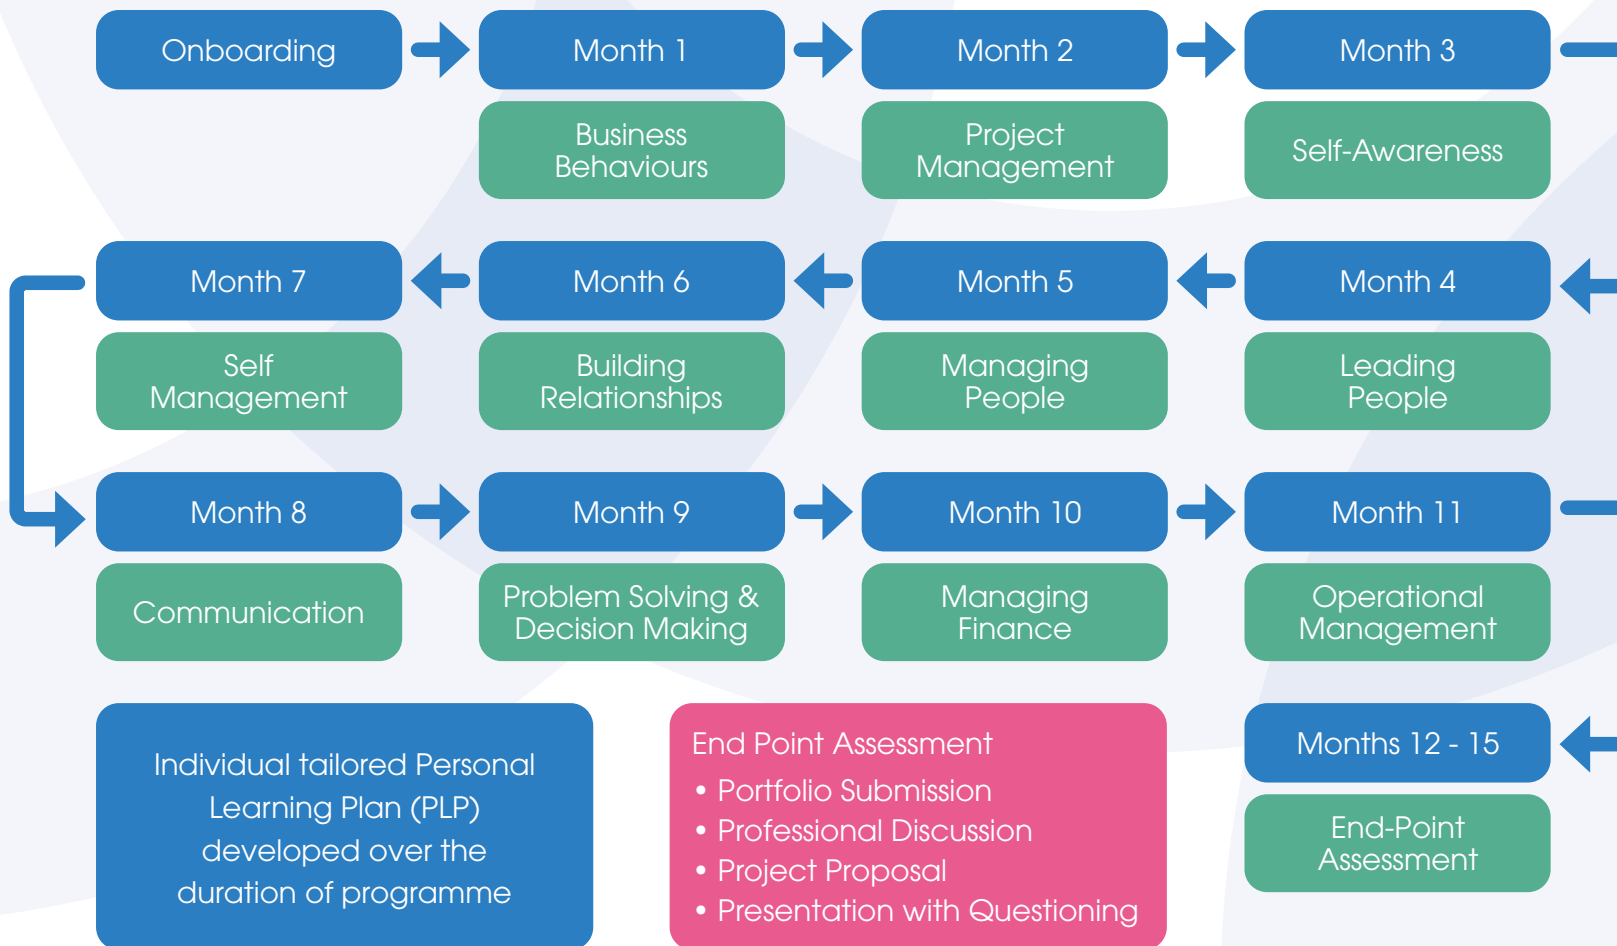 Onboarding
Month 1
Month 2
Month 3
Business
Behaviours
Project
Management
Self-Awareness
Month 7
Month 6
Month 5
Month 4
Self
Management
Building
Relationships
Managing
People
Leading
People
Month 8
Month 9
Month 10
Month 11
Communication
Problem Solving &
Decision Making
Managing
Finance
Operational
Management
Individual tailored Personal
Learning Plan (PLP)
developed over the
duration of programme
End Point Assessment
• Portfolio Submission
• Professional Discussion
• Project Proposal
• Presentation with Questioning
Months 12 - 15
End-Point
Assessment